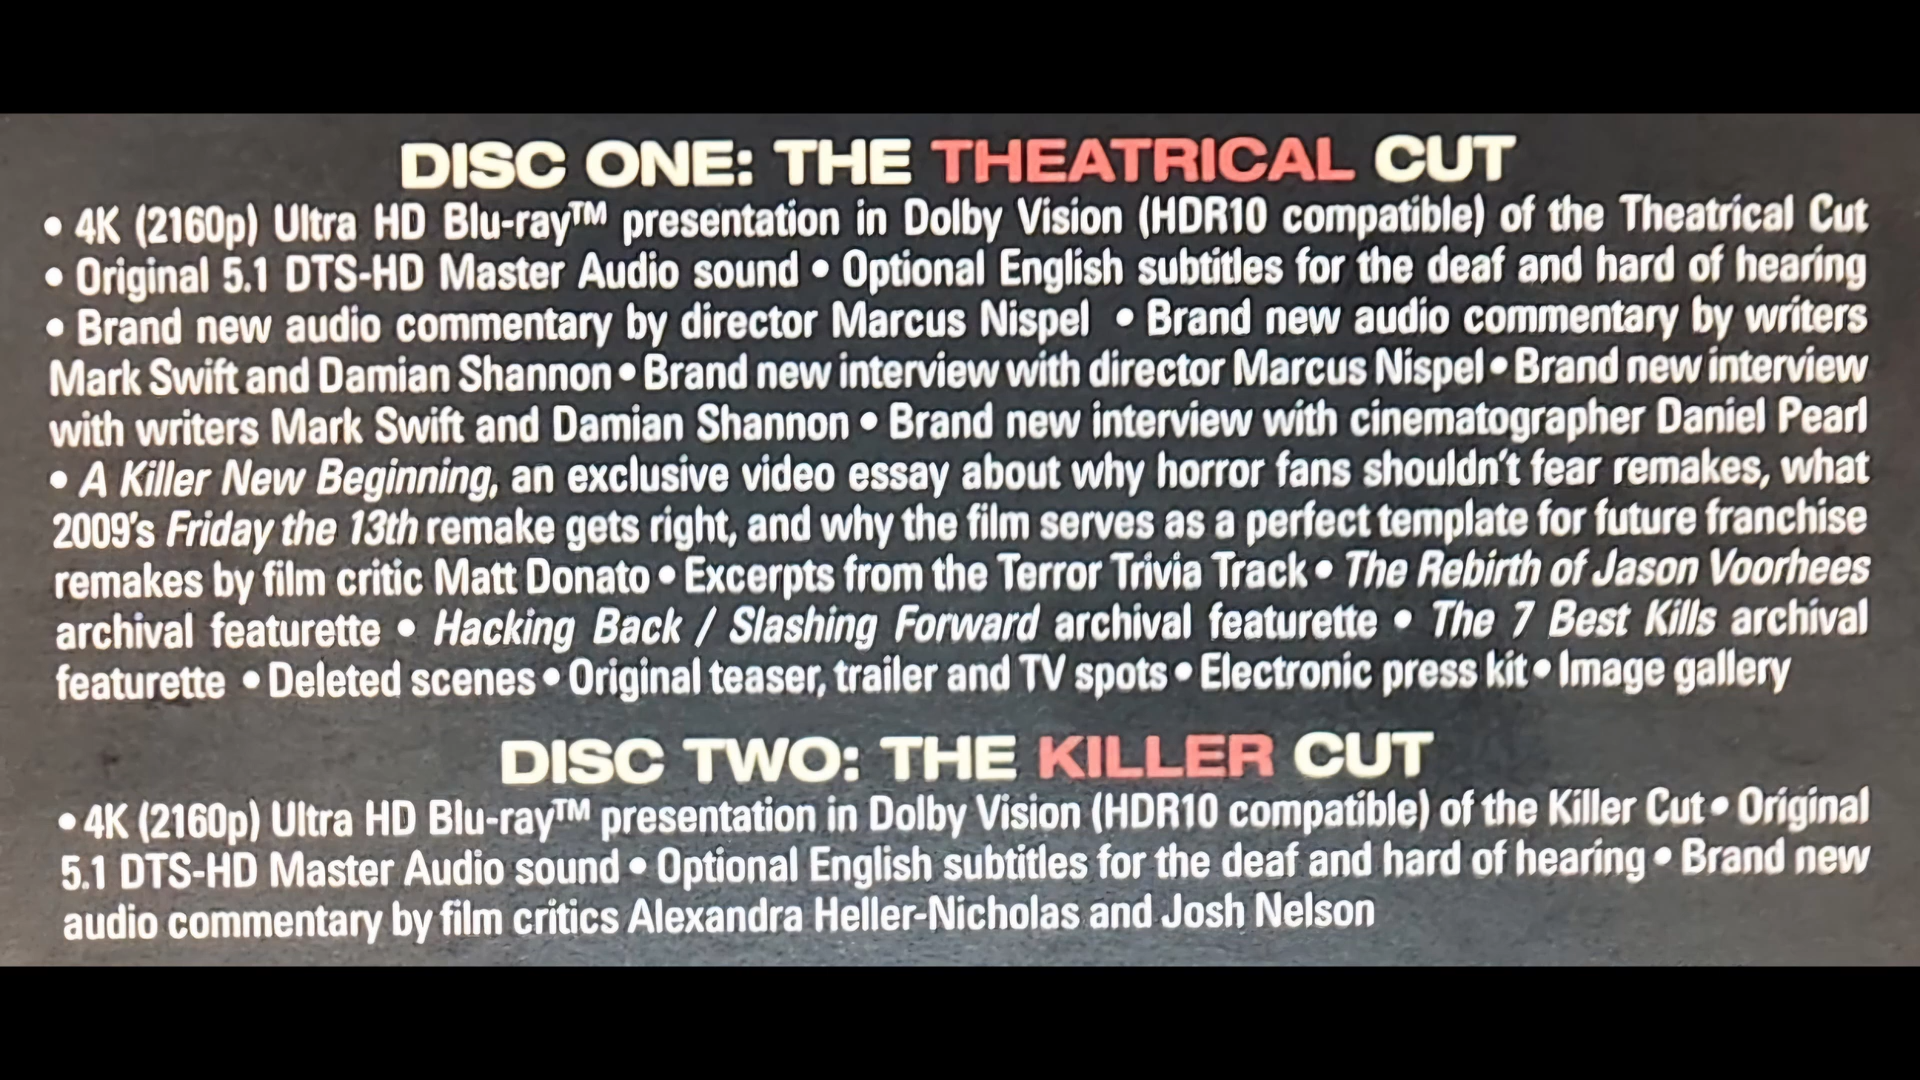 DISC ONE: THE THEATRICAL CUT
• 4K (2160p) Ultra HD Blu-ray™ presentation in Dolby Vision (HDR10 compatible) of the Theatrical Cut
• Original 5.1 DTS-HD Master Audio sound • Optional English subtitles for the deaf and hard of hearing
• Brand new audio commentary by director Marcus Nispel • Brand new audio commentary by writers
Mark Swift and Damian Shannon • Brand new interview with director Marcus Nispel • Brand new interview
with writers Mark Swift and Damian Shannon • Brand new interview with cinematographer Daniel Pearl
• A Killer New Beginning, an exclusive video essay about why horror fans shouldn't fear remakes, what
2009's Friday the 13th remake gets right, and why the film serves as a perfect template for future franchise
remakes by film critic Matt Donato • Excerpts from the Terror Trivia Track • The Rebirth of Jason Voorhees
archival featurette • Hacking Back / Slashing Forward archival featurette • The 7 Best Kills archival
featurette • Deleted scenes • Original teaser, trailer and TV spots • Electronic press kit • Image gallery
DISC TWO: THE KILLER CUT
• 4K (2160p) Ultra HD Blu-ray™ presentation in Dolby Vision (HDR10 compatible) of the Killer Cut • Original
5.1 DTS-HD Master Audio sound • Optional English subtitles for the deaf and hard of hearing • Brand new
audio commentary by film critics Alexandra Heller-Nicholas and Josh Nelson